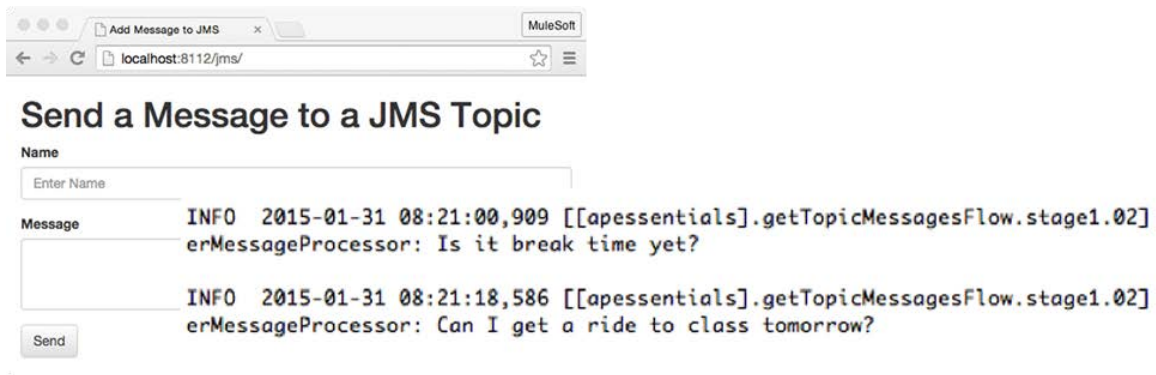 Add Message to JMS
MuleSoft
localhost:8112/jms/
Send a Message to a JMS Topic
Name
Enter Name
Message
INFO 2015-01-31 08:21:00,909 [[apessentials].getTopicMessagesFlow.stage1.02]
erMessageProcessor: Is it break time yet?
INFO 2015-01-31 08:21:18,586 [[apessentials].getTopicMessagesFlow.stage1.02]
erMessageProcessor: Can I get a ride to class tomorrow?
Send